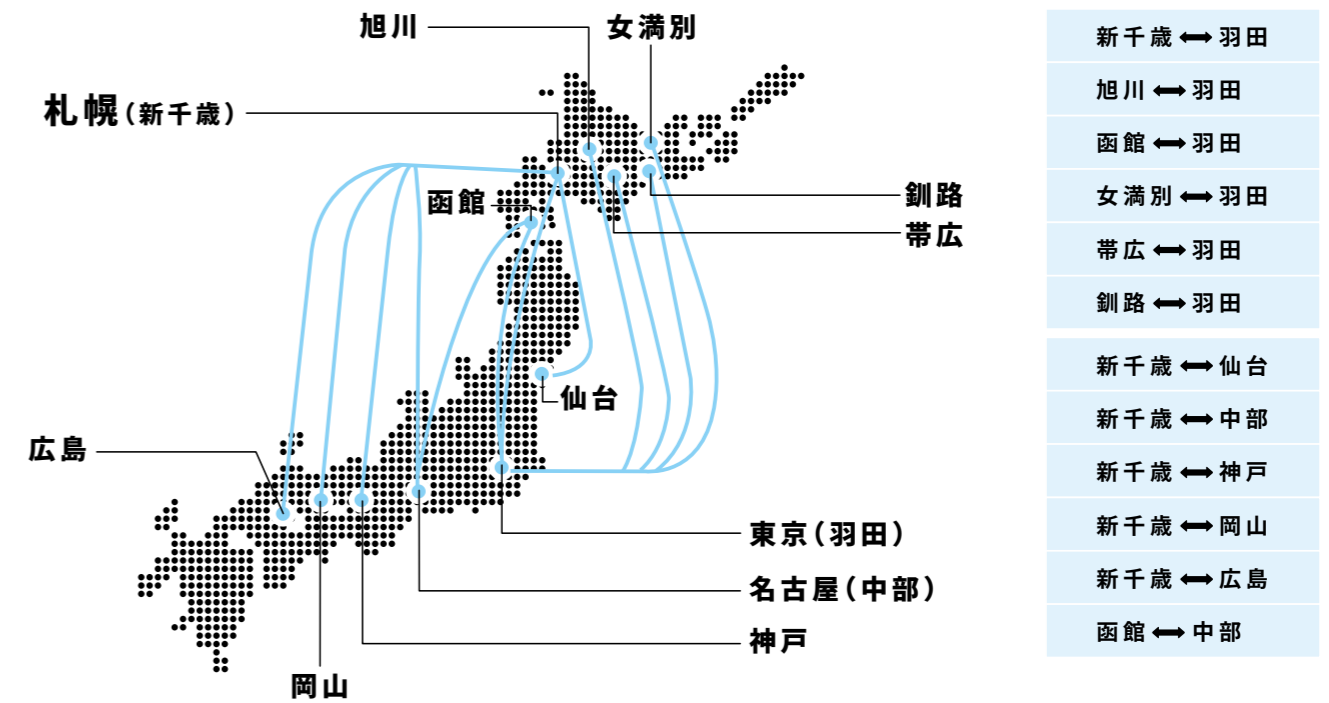 旭川
女満別
札幌(新千歳)
函館
釧路
帯広
仙台
広島
東京(羽田)
名古屋(中部)
神戸
岡山
新千歳⟷羽田
旭川⟷羽田
函館⟷羽田
女満別⟷羽田
帯広⟷羽田
釧路⟷羽田
新千歳⟷仙台
新千歳⟷中部
新千歳⟷神戸
新千歳⟷岡山
新千歳⟷広島
函館⟷中部